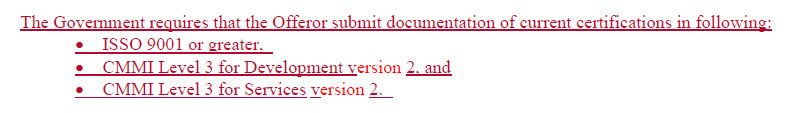 The Government requires that the Offeror submit documentation of current certifications in following:
• ISSO 9001 or greater,
• CMMI Level 3 for Development version 2, and
• CMMI Level 3 for Services version 2.